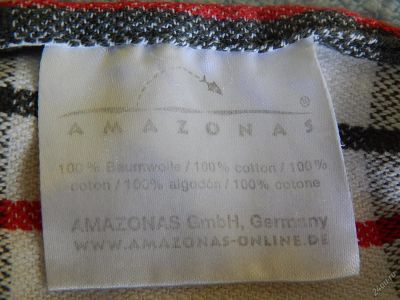 ®
AMAZONAS
100 % Baumwolle / 100% cotton / 100%
coton / 100% algodón / 100% cotone
AMAZONAS GmbH, Germany
WWW.AMAZONAS-ONLINE.DE